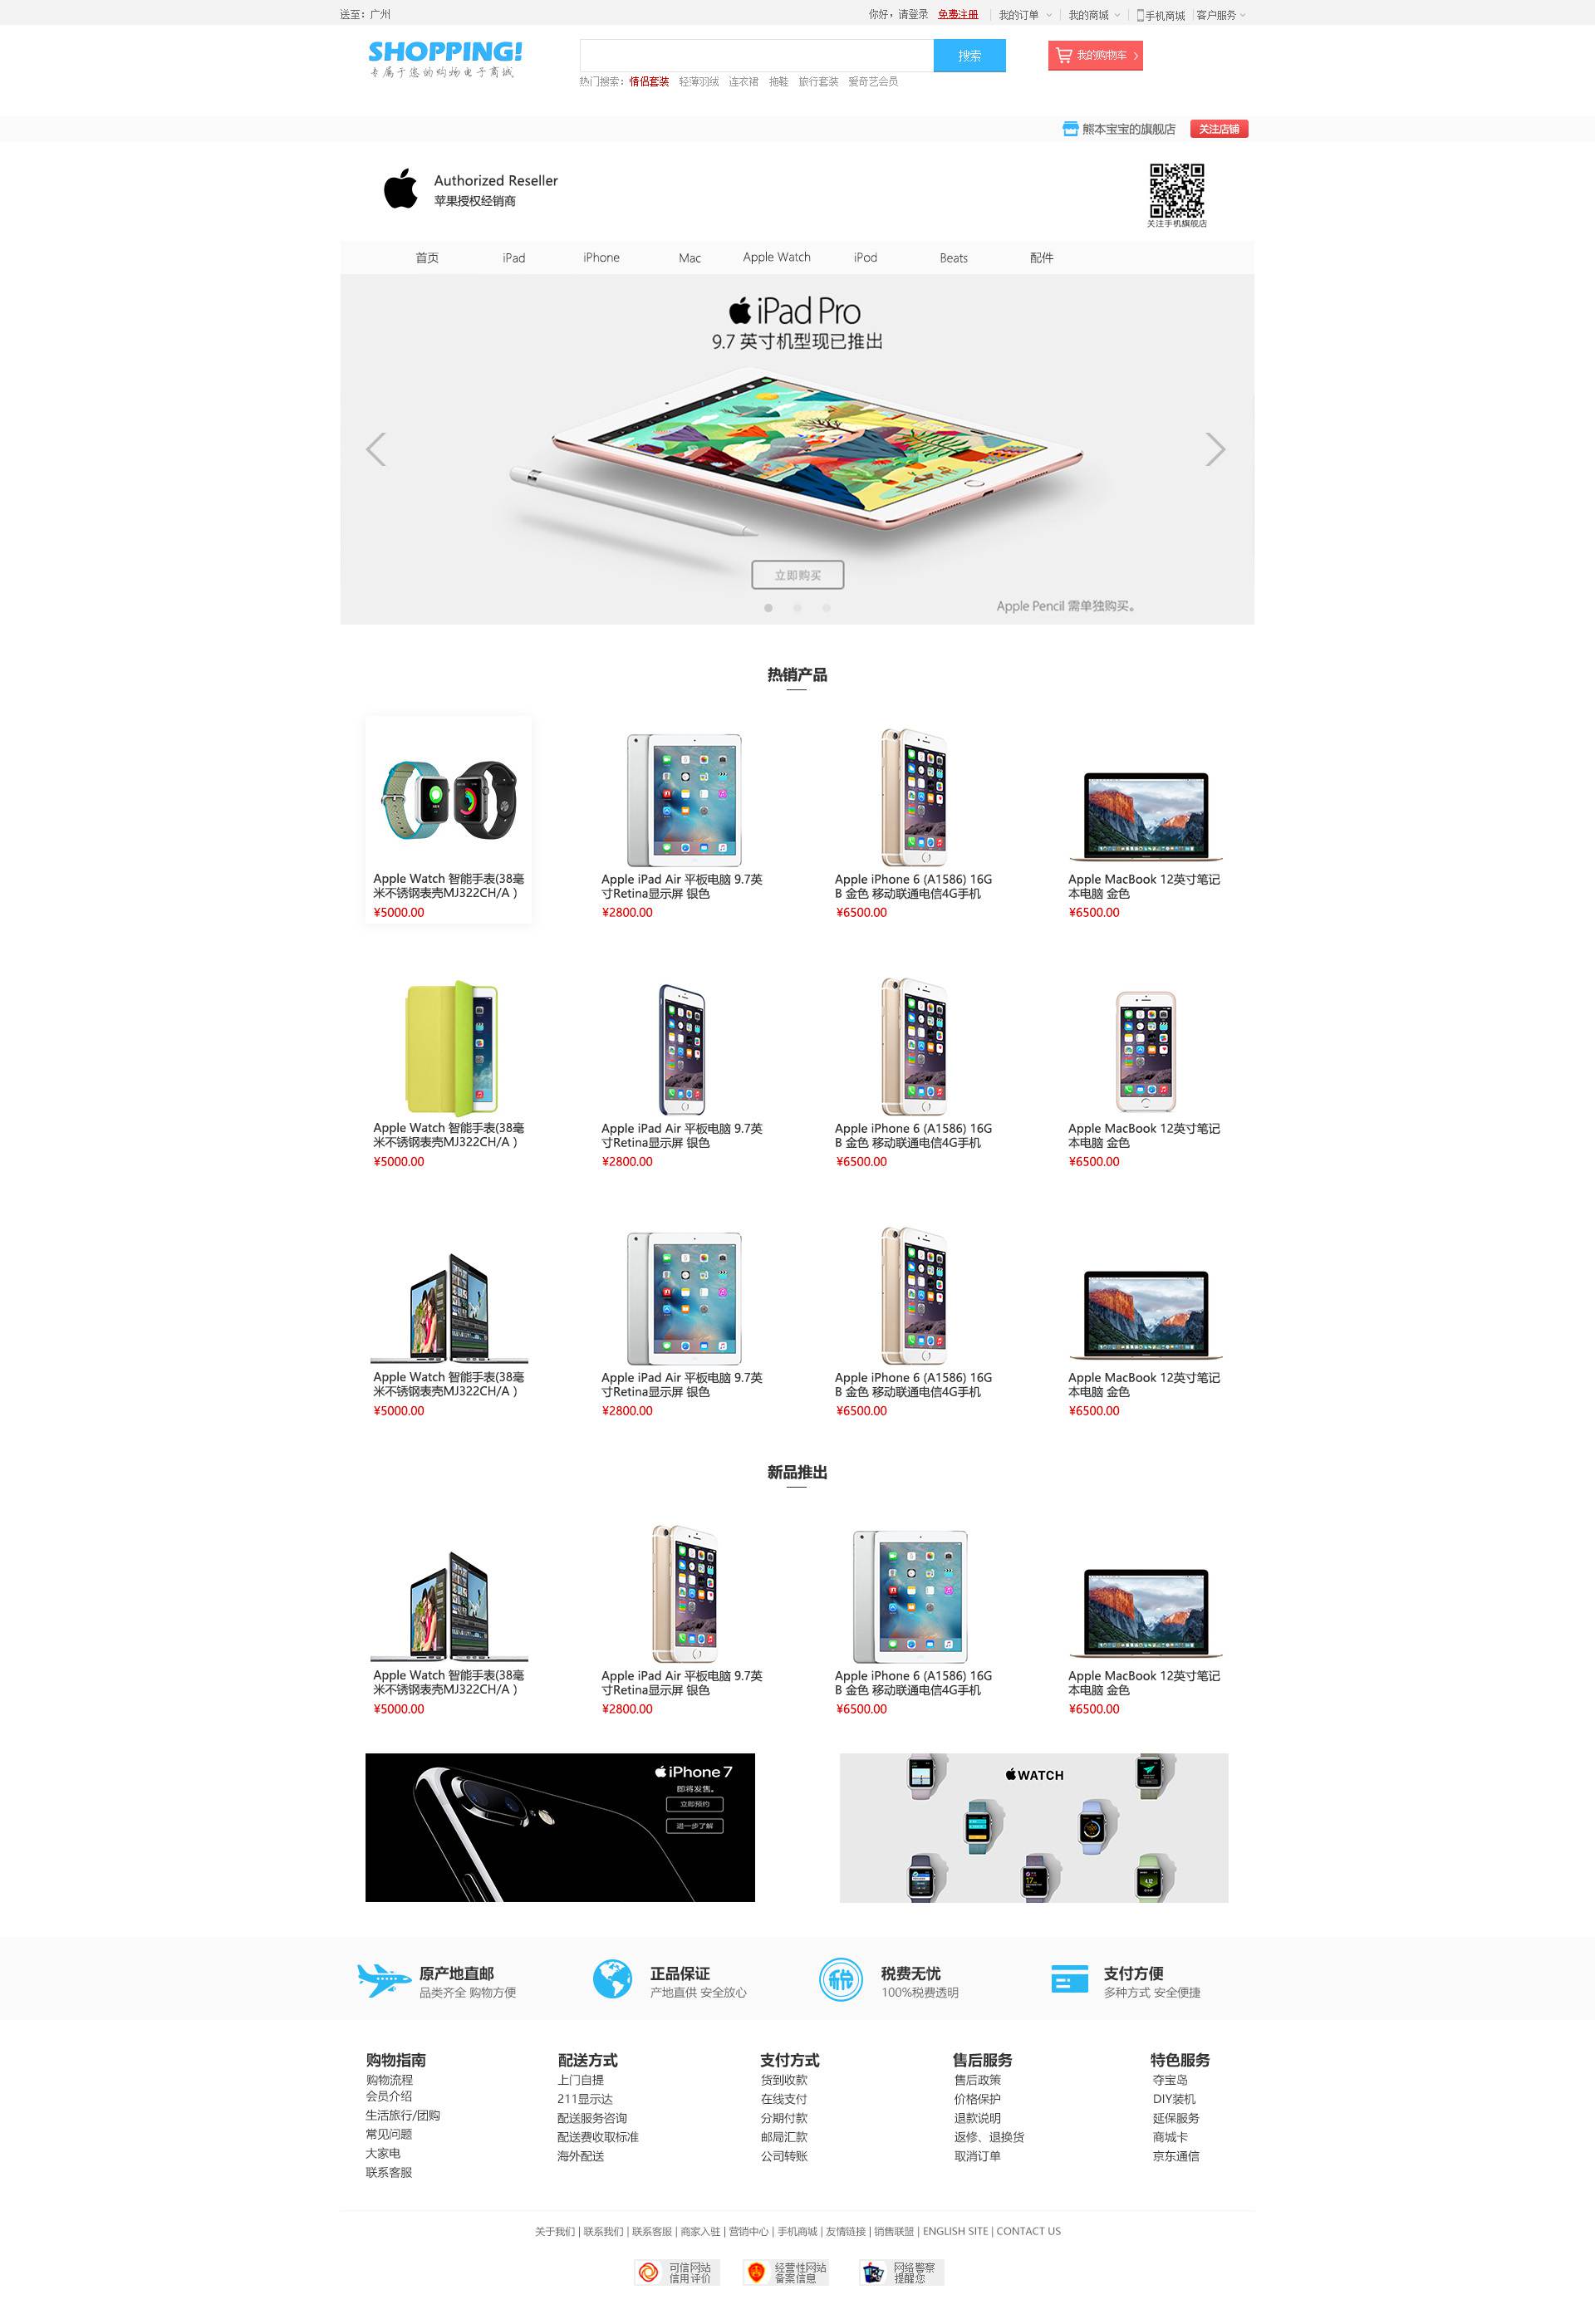 送至：广州
你好，请登录 免费注册 | 我的订单 | 我的商城 | 手机商城 | 客户服务
SHOPPING!
专属于您的购物电子商城
搜索
我的购物车
热门搜索：情侣套装 轻薄羽绒 连衣裙 拖鞋 旅行套装 爱奇艺会员
熊本宝宝的旗舰店 关注店铺
Authorized Reseller
苹果授权经销商
关注手机旗舰店
首页 iPad iPhone Mac Apple Watch iPod Beats 配件
iPad Pro
9.7 英寸机型现已推出
立即购买
Apple Pencil 需单独购买。
热销产品
Apple Watch 智能手表(38毫
米不锈钢表壳MJ322CH/A )
¥5000.00
Apple iPad Air 平板电脑 9.7英
寸Retina显示屏 银色
¥2800.00
Apple iPhone 6 (A1586) 16G
B 金色 移动联通电信4G手机
¥6500.00
Apple MacBook 12英寸笔记
本电脑 金色
¥6500.00
Apple Watch 智能手表(38毫
米不锈钢表壳MJ322CH/A )
¥5000.00
Apple iPad Air 平板电脑 9.7英
寸Retina显示屏 银色
¥2800.00
Apple iPhone 6 (A1586) 16G
B 金色 移动联通电信4G手机
¥6500.00
Apple MacBook 12英寸笔记
本电脑 金色
¥6500.00
Apple Watch 智能手表(38毫
米不锈钢表壳MJ322CH/A )
¥5000.00
Apple iPad Air 平板电脑 9.7英
寸Retina显示屏 银色
¥2800.00
Apple iPhone 6 (A1586) 16G
B 金色 移动联通电信4G手机
¥6500.00
Apple MacBook 12英寸笔记
本电脑 金色
¥6500.00
新品推出
Apple Watch 智能手表(38毫
米不锈钢表壳MJ322CH/A )
¥5000.00
Apple iPad Air 平板电脑 9.7英
寸Retina显示屏 银色
¥2800.00
Apple iPhone 6 (A1586) 16G
B 金色 移动联通电信4G手机
¥6500.00
Apple MacBook 12英寸笔记
本电脑 金色
¥6500.00
iPhone 7
即将发售。
立即预约
进一步了解
WATCH
原产地直邮
品类齐全 购物方便
正品保证
产地直供 安全放心
税
税费无忧
100%税费透明
支付方便
多种方式 安全便捷
购物指南
购物流程
会员介绍
生活旅行/团购
常见问题
大家电
联系客服
配送方式
上门自提
211显示达
配送服务咨询
配送费收取标准
海外配送
支付方式
货到收款
在线支付
分期付款
邮局汇款
公司转账
售后服务
售后政策
价格保护
退款说明
返修、退换货
取消订单
特色服务
夺宝岛
DIY装机
延保服务
商城卡
京东通信
关于我们 | 联系我们 | 联系客服 | 商家入驻 | 营销中心 | 手机商城 | 友情链接 | 销售联盟 | ENGLISH SITE | CONTACT US
可信网站
信用评价
经营性网站
备案信息
网络警察
提醒您